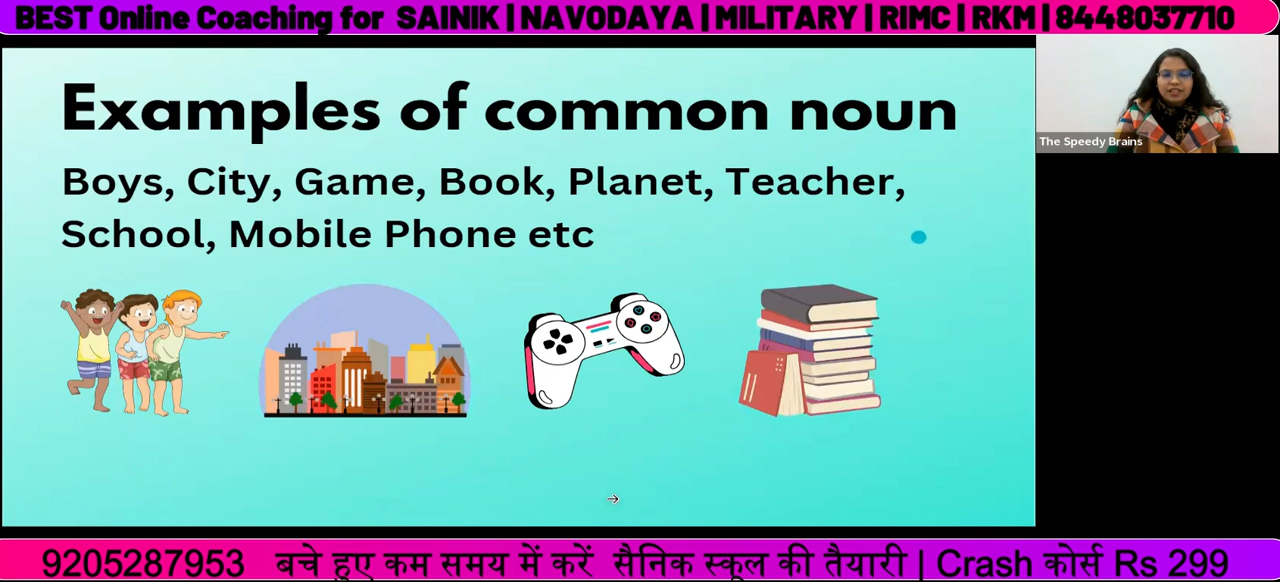 BEST Online Coaching for SAINIK | NAVODAYA | MILITARY | RIMC | RKM | 8448037710
Examples of common noun
Boys, City, Game, Book, Planet, Teacher,
School, Mobile Phone etc
The Speedy Brains
9205287953 बचे हुए कम समय में करें सैनिक स्कूल की तैयारी | Crash कोर्स Rs 299